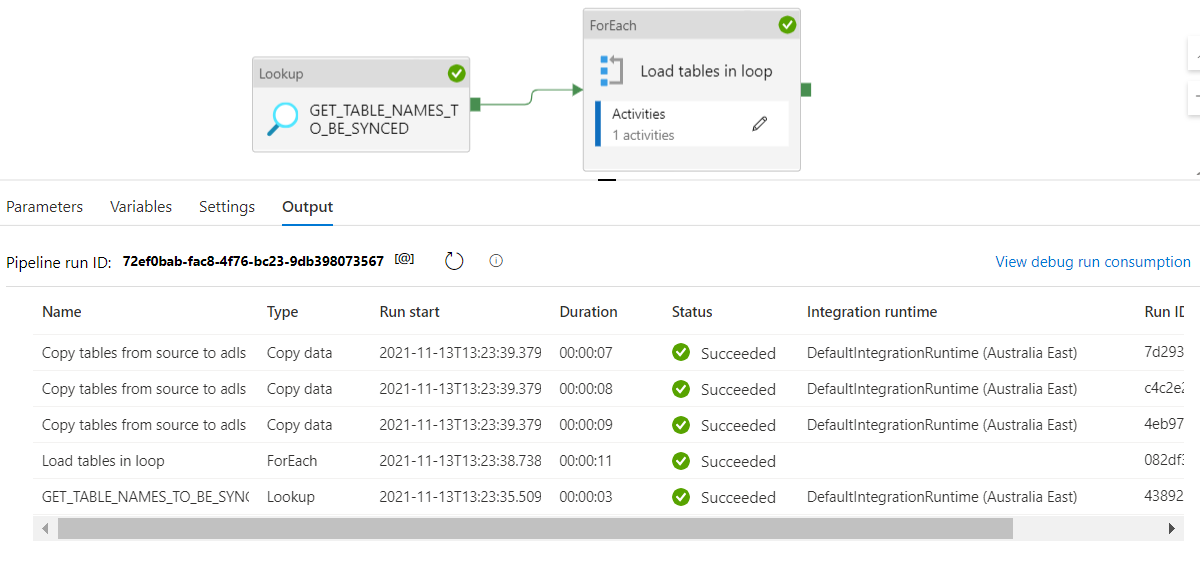 ForEach
Lookup
Load tables in loop
GET_TABLE_NAMES_T
O_BE_SYNCED
Activities
1 activities
Parameters Variables Settings Output
Pipeline run ID: 72ef0bab-fac8-4f76-bc23-9db398073567 [@] View debug run consumption
Name Type Run start Duration Status Integration runtime Run ID
Copy tables from source to adls Copy data 2021-11-13T13:23:39.379 00:00:07 Succeeded DefaultIntegrationRuntime (Australia East) 7d293
Copy tables from source to adls Copy data 2021-11-13T13:23:39.379 00:00:08 Succeeded DefaultIntegrationRuntime (Australia East) c4c2e2
Copy tables from source to adls Copy data 2021-11-13T13:23:39.379 00:00:09 Succeeded DefaultIntegrationRuntime (Australia East) 4eb97
Load tables in loop ForEach 2021-11-13T13:23:38.738 00:00:11 Succeeded 082df3
GET_TABLE_NAMES_TO_BE_SYNC Lookup 2021-11-13T13:23:35.509 00:00:03 Succeeded DefaultIntegrationRuntime (Australia East) 43892